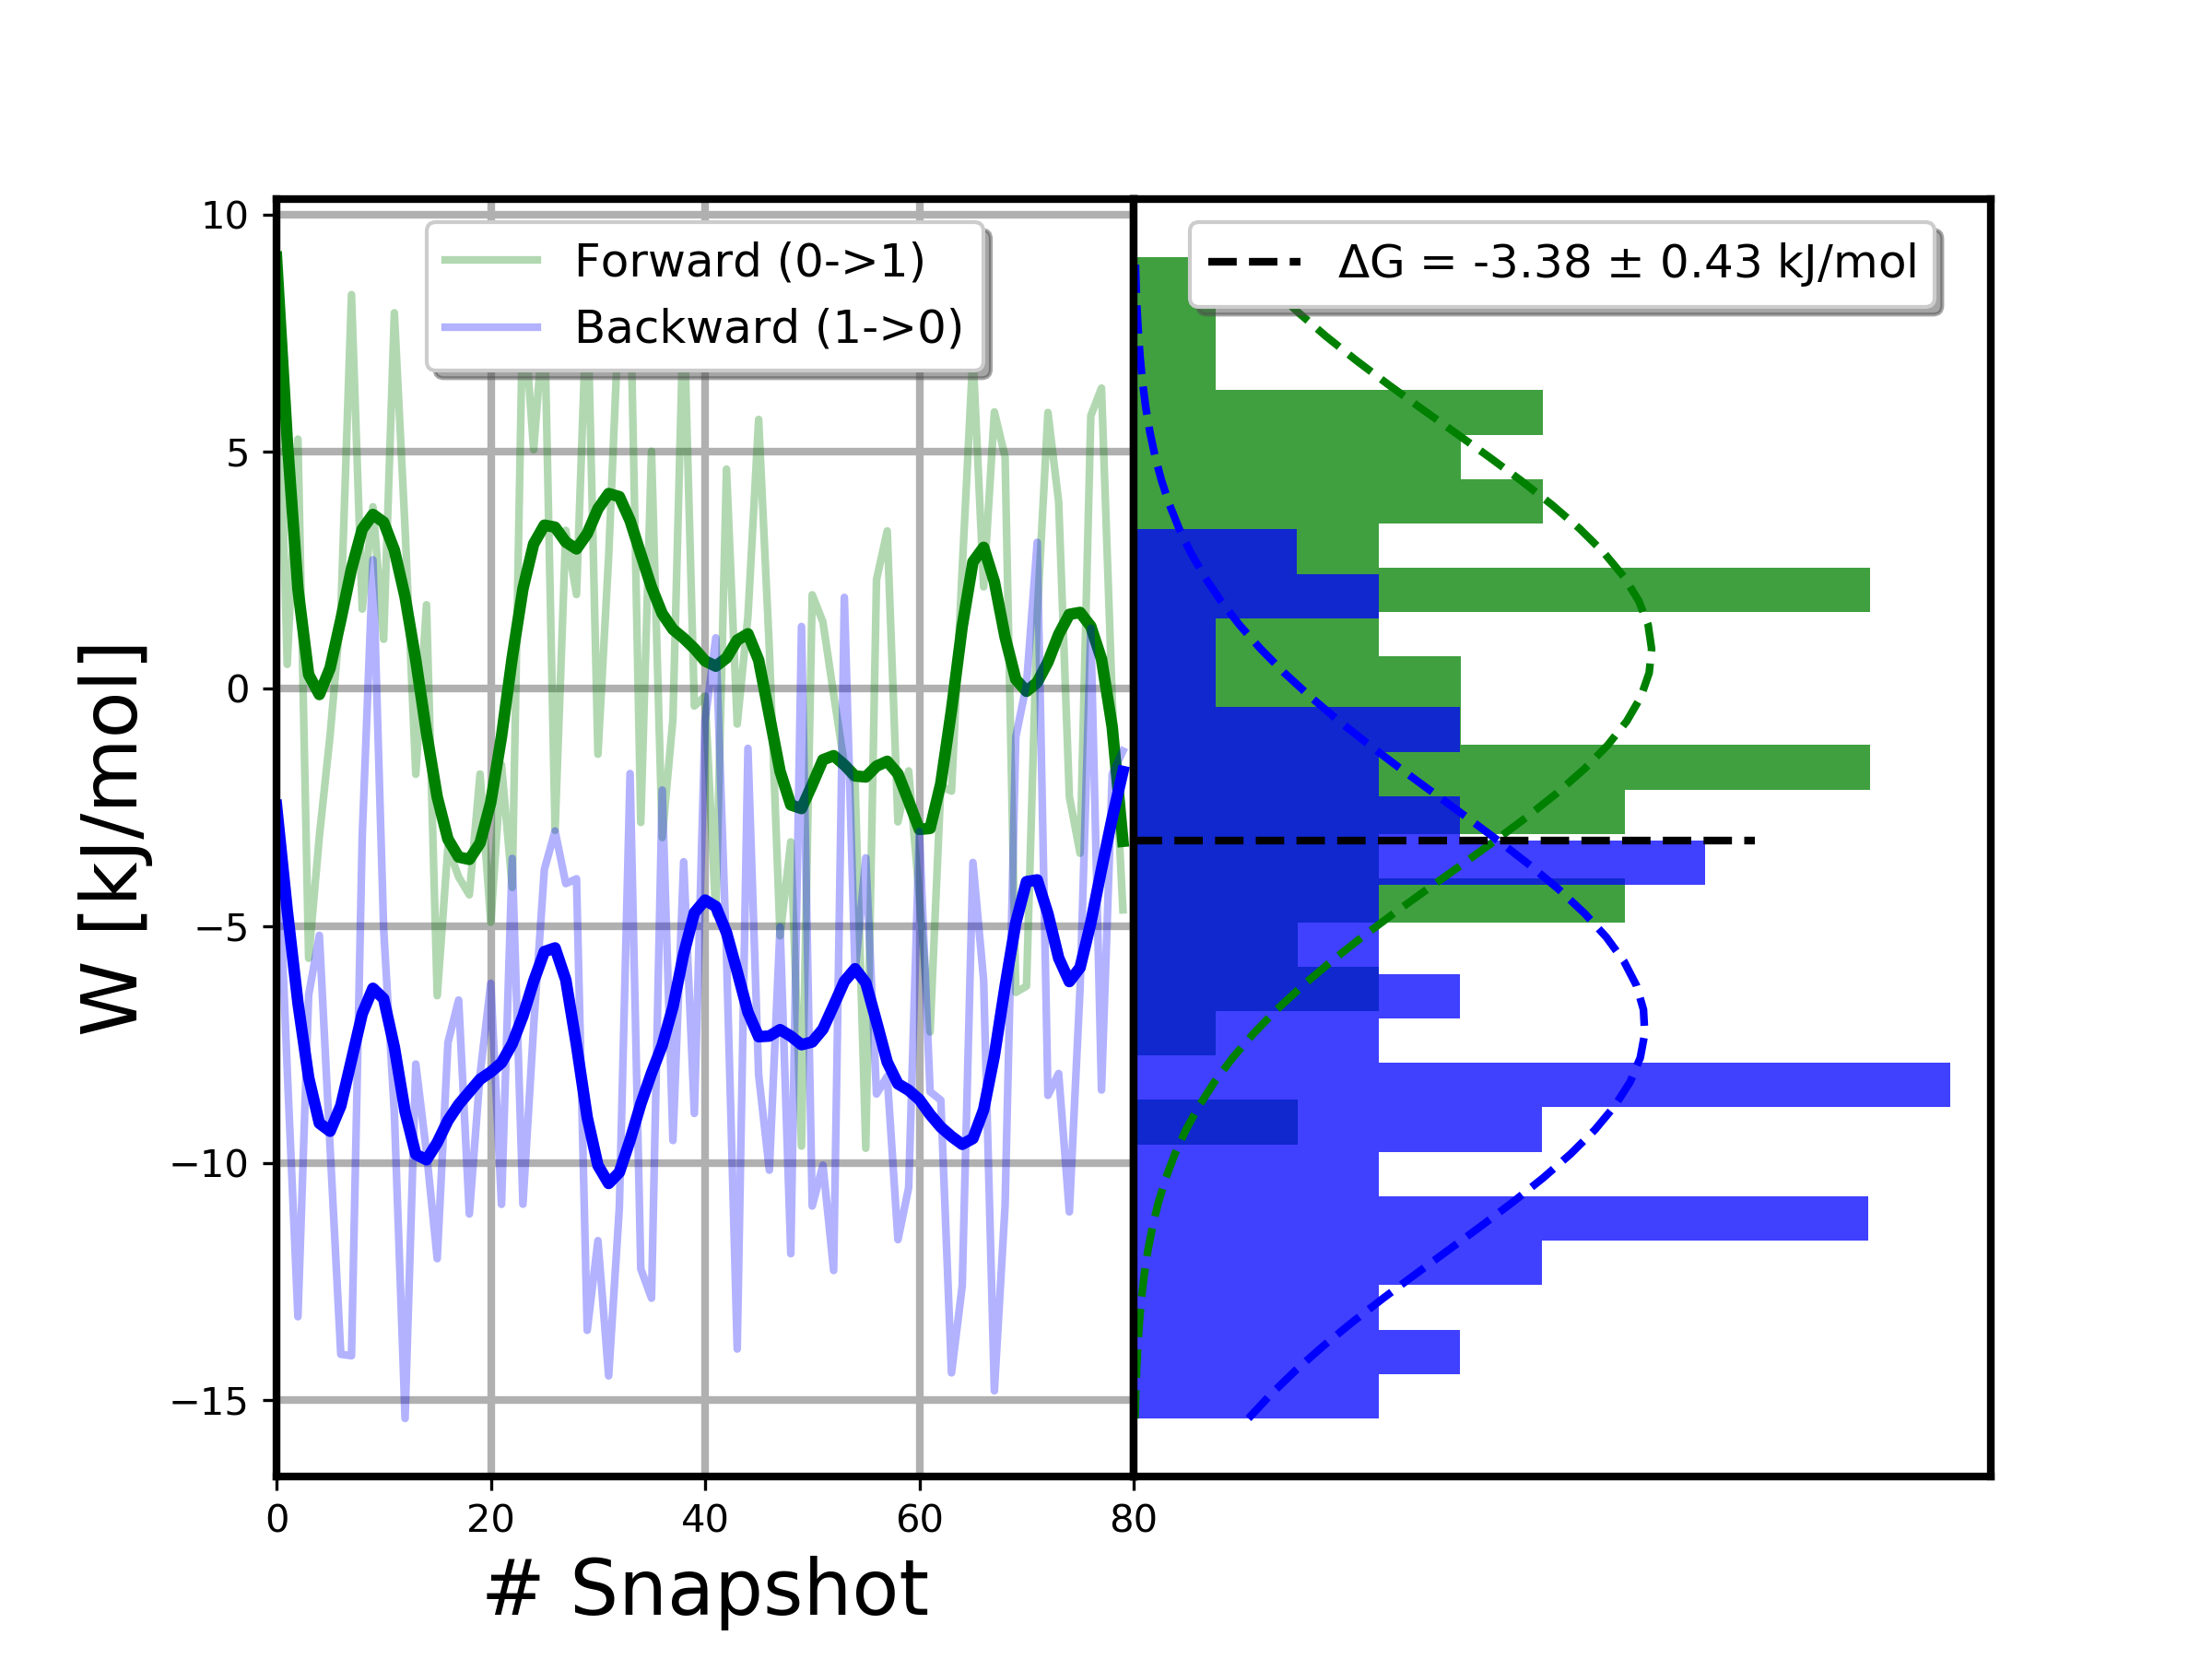 10
5
0
−5
−10
−15
W [kJ/mol]
Forward (0->1)
Backward (1->0)
ΔG = -3.38 ± 0.43 kJ/mol
0 20 40 60 80
# Snapshot